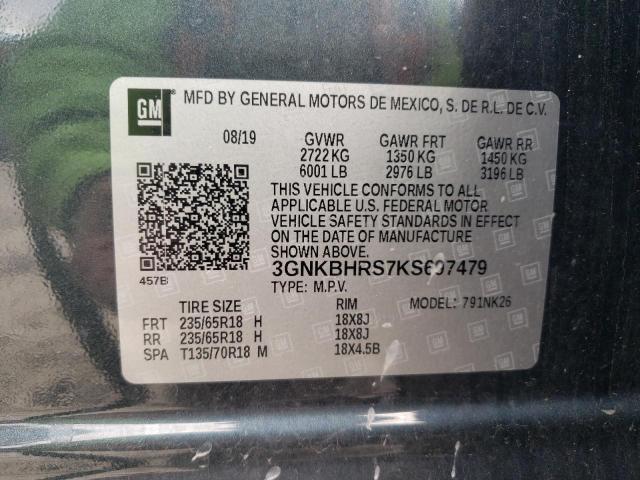 GM MFD BY GENERAL MOTORS DE MEXICO, S. DE R.L. DE C.V.
08/19 GVWR GAWR FRT GAWR RR
2722 KG 1350 KG 1450 KG
6001 LB 2976 LB 3196 LB
THIS VEHICLE CONFORMS TO ALL
APPLICABLE U.S. FEDERAL MOTOR
VEHICLE SAFETY STANDARDS IN EFFECT
ON THE DATE OF MANUFACTURE
SHOWN ABOVE.
457B 3GNKBHRS7KS697479
TYPE: M.P.V.
TIRE SIZE RIM MODEL: 791NK26
FRT 235/65R18 H 18X8J
RR 235/65R18 H 18X8J
SPA T135/70R18 M 18X4.5B